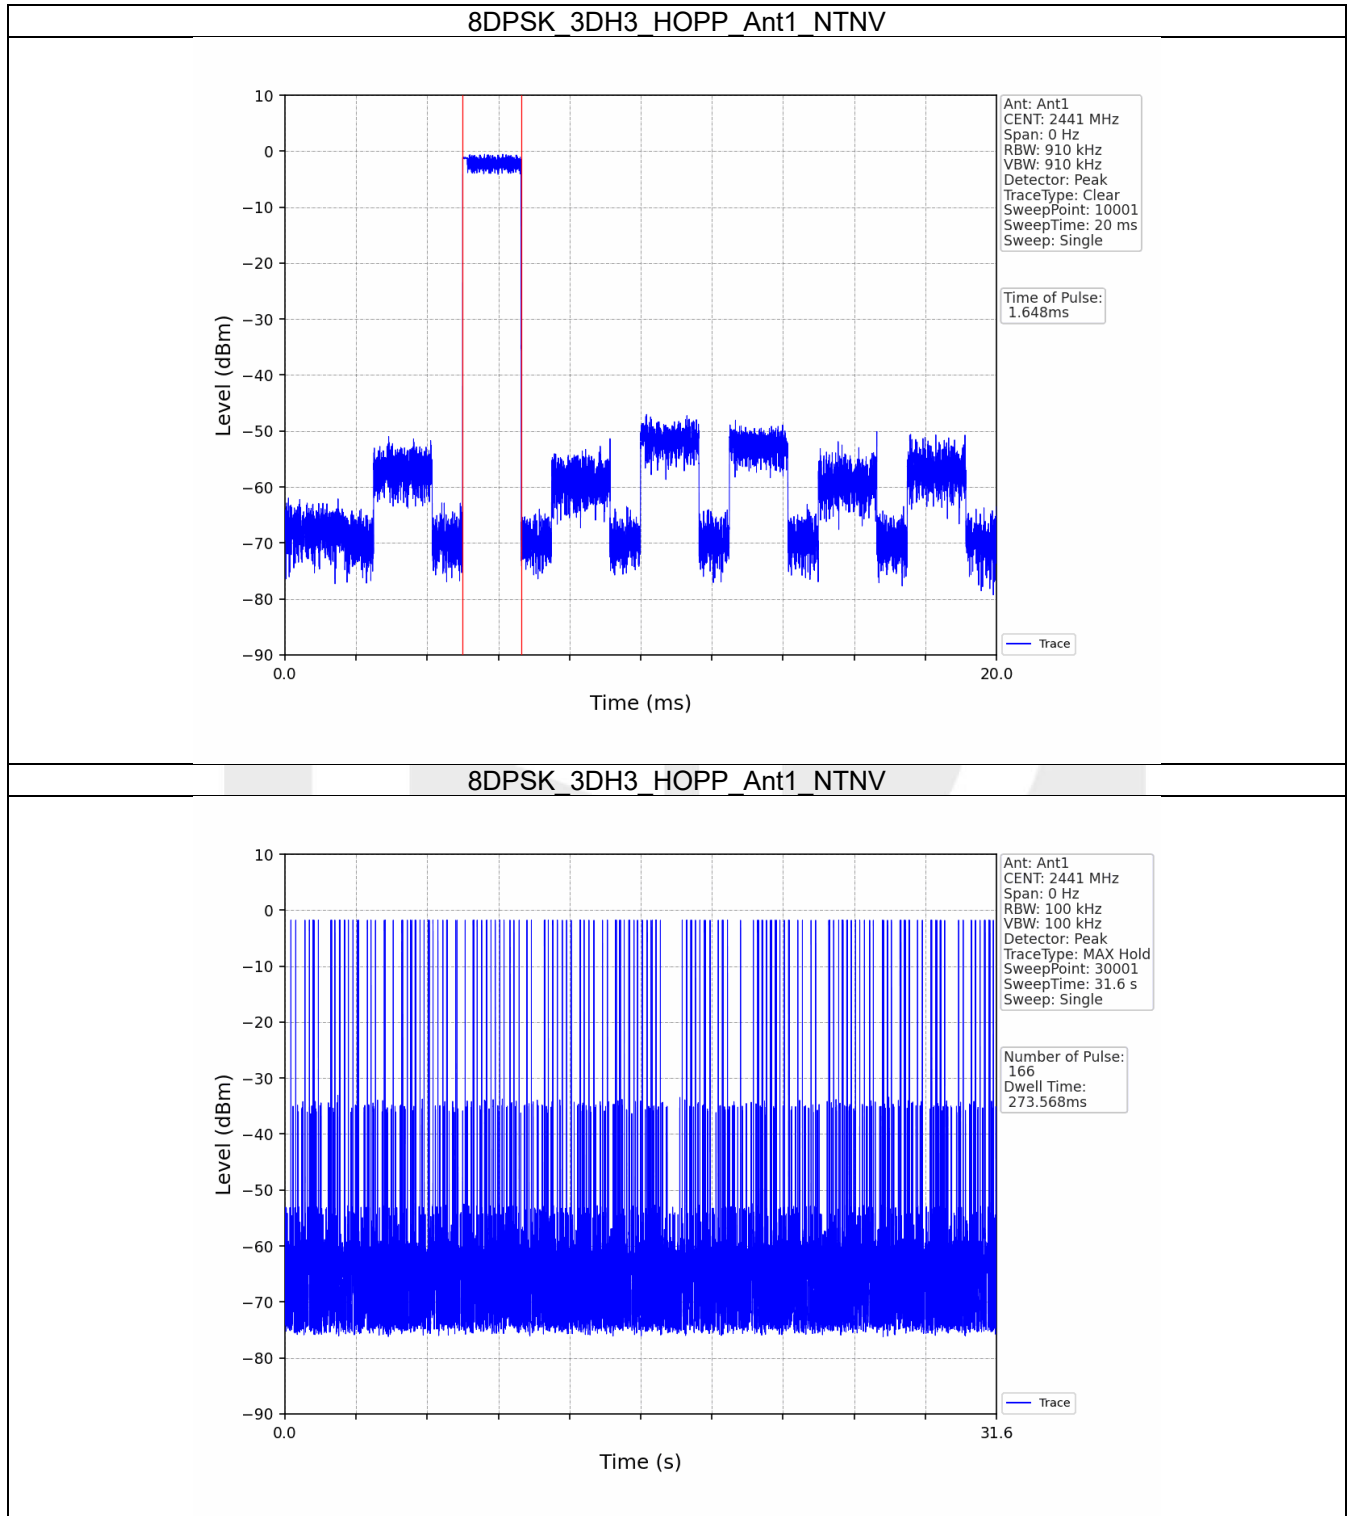 8DPSK_3DH3_HOPP_Ant1_NTNV
10
0
−10
−20
−30
−40
−50
−60
−70
−80
−90
Level (dBm)
0.0
20.0
Time (ms)
Ant: Ant1
CENT: 2441 MHz
Span: 0 Hz
RBW: 910 kHz
VBW: 910 kHz
Detector: Peak
TraceType: Clear
SweepPoint: 10001
SweepTime: 20 ms
Sweep: Single
Time of Pulse:
1.648ms
Trace
8DPSK_3DH3_HOPP_Ant1_NTNV
10
0
−10
−20
−30
−40
−50
−60
−70
−80
−90
Level (dBm)
0.0
31.6
Time (s)
Ant: Ant1
CENT: 2441 MHz
Span: 0 Hz
RBW: 100 kHz
VBW: 100 kHz
Detector: Peak
TraceType: MAX Hold
SweepPoint: 30001
SweepTime: 31.6 s
Sweep: Single
Number of Pulse:
166
Dwell Time:
273.568ms
Trace